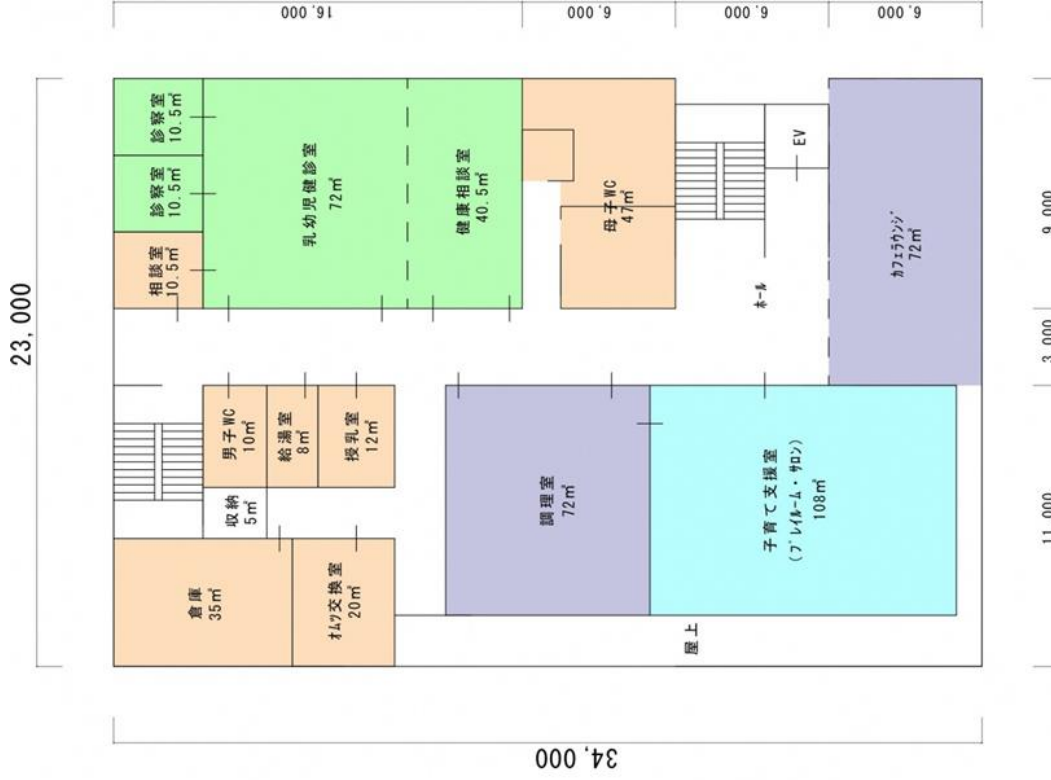 16,000
6,000
6,000
6,000
23,000
診察室
10.5㎡
診察室
10.5㎡
相談室
10.5㎡
乳幼児健診室
72㎡
健康相談室
40.5㎡
母子WC
47㎡
EV
ホール
カフェラウンジ
72㎡
9,000
3,000
11,000
男子WC
10㎡
給湯室
8㎡
授乳室
12㎡
収納
5㎡
倉庫
35㎡
オムツ交換室
20㎡
調理室
72㎡
子育て支援室
(プレイルーム・サロン)
108㎡
屋上
34,000